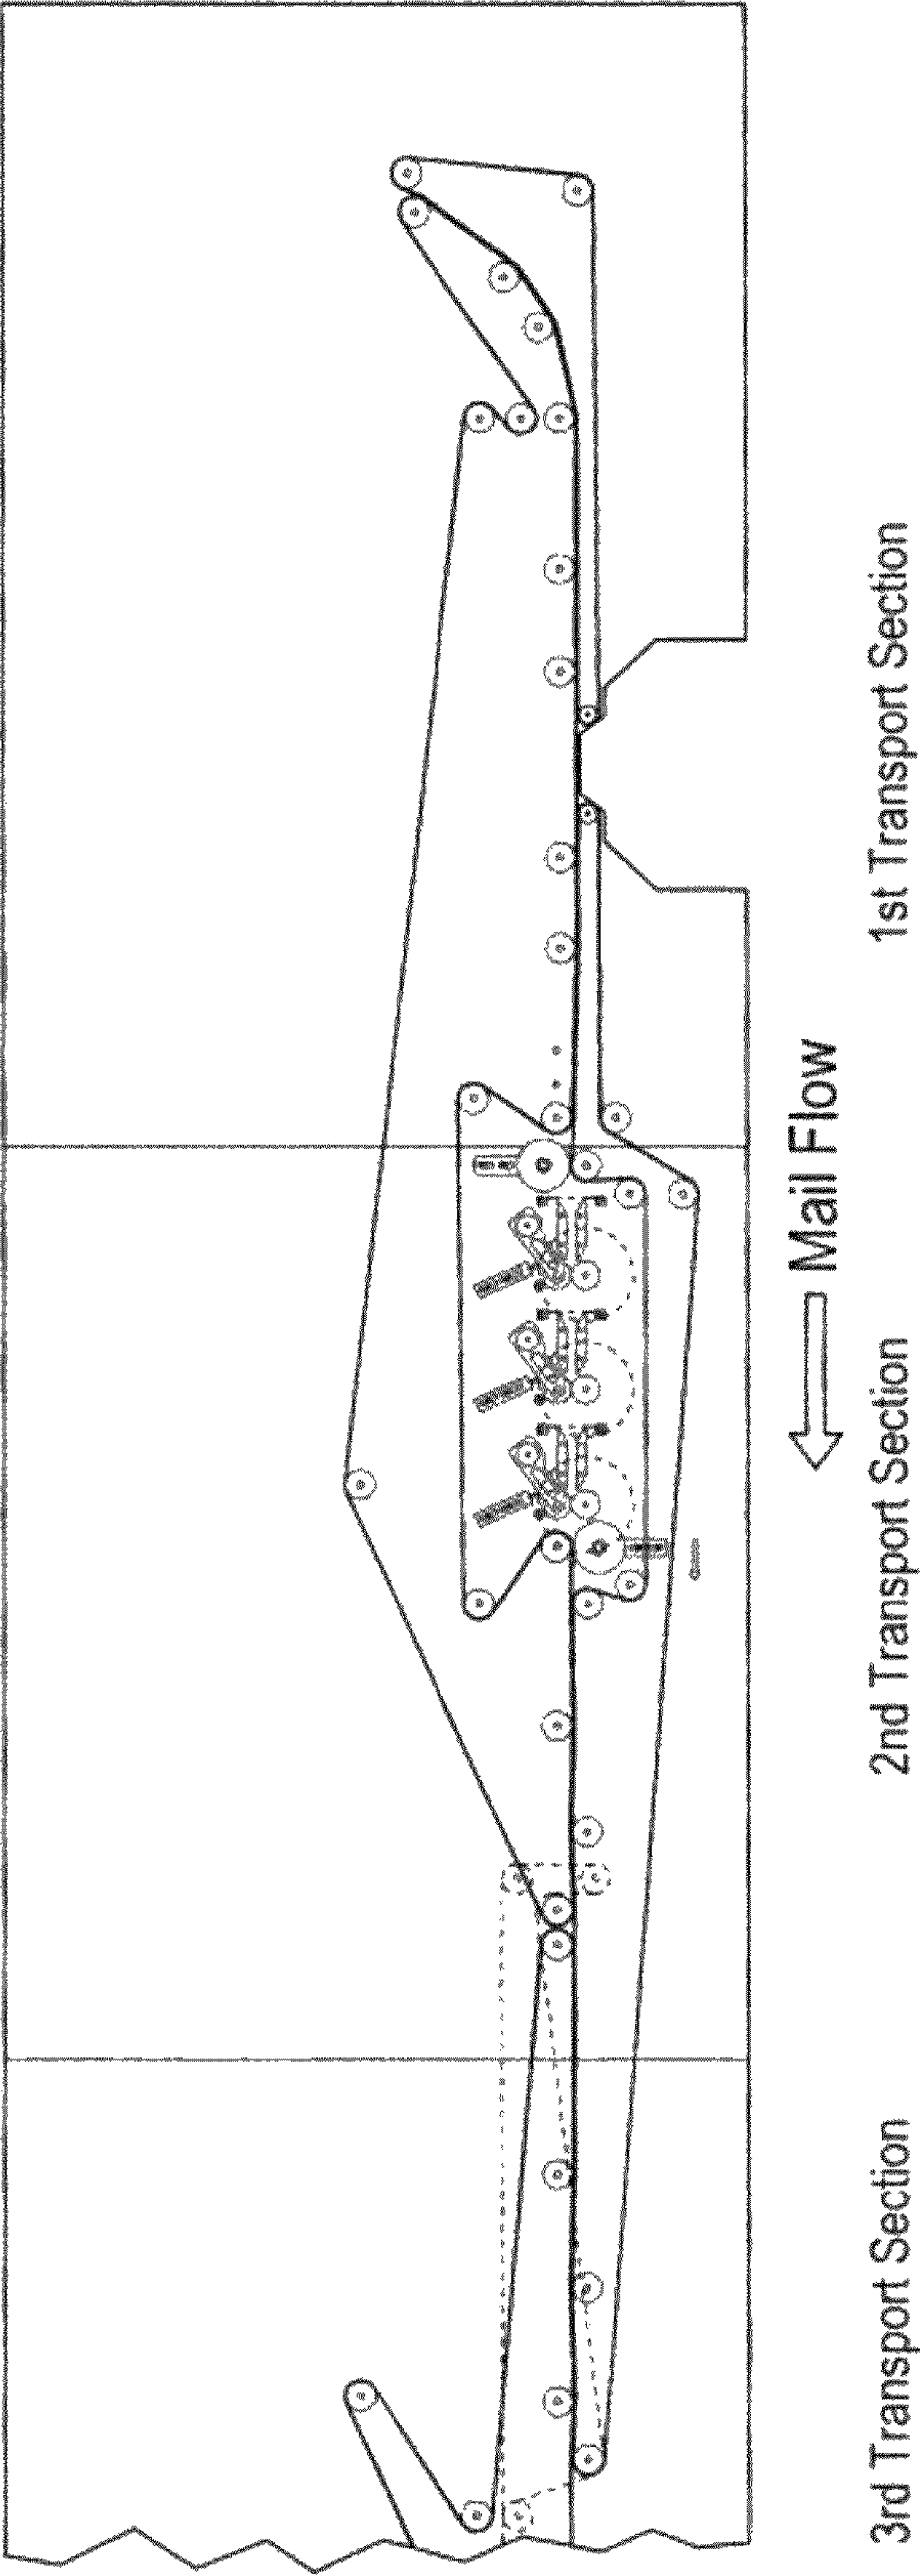 Mail Flow
3rd Transport Section
2nd Transport Section
1st Transport Section